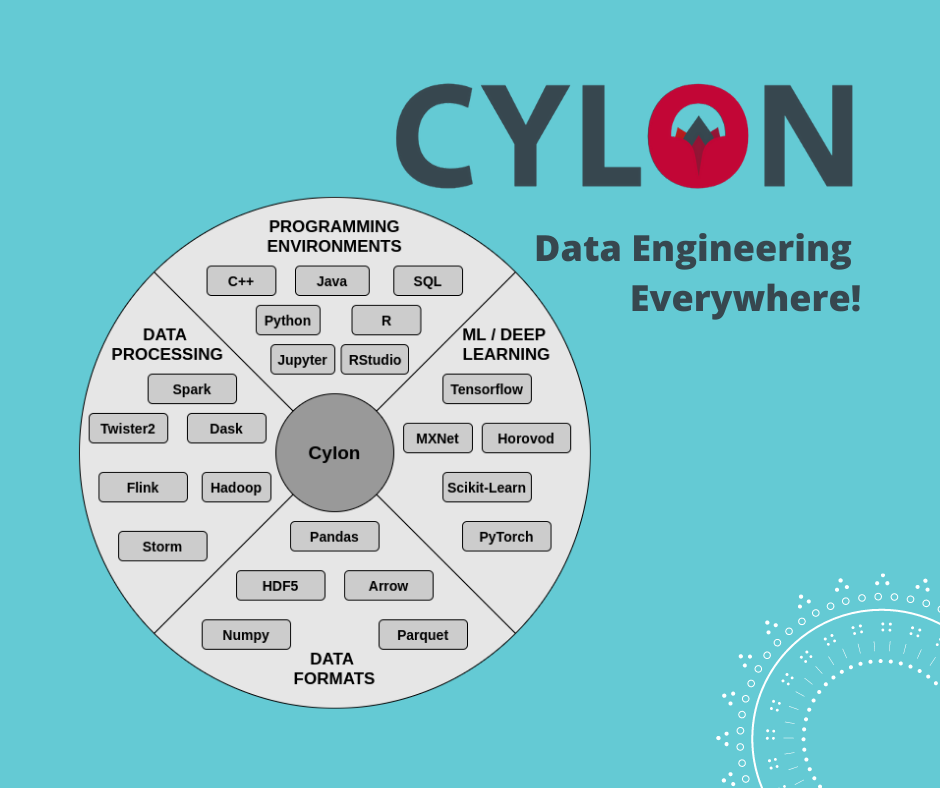 CYLON
Data Engineering
Everywhere!
PROGRAMMING
ENVIRONMENTS
C++ Java SQL
Python R
Jupyter RStudio
DATA
PROCESSING
Spark
Twister2 Dask
Flink Hadoop
Storm
ML / DEEP
LEARNING
Tensorflow
MXNet Horovod
Scikit-Learn
PyTorch
Cylon
Pandas
HDF5 Arrow
Numpy Parquet
DATA
FORMATS